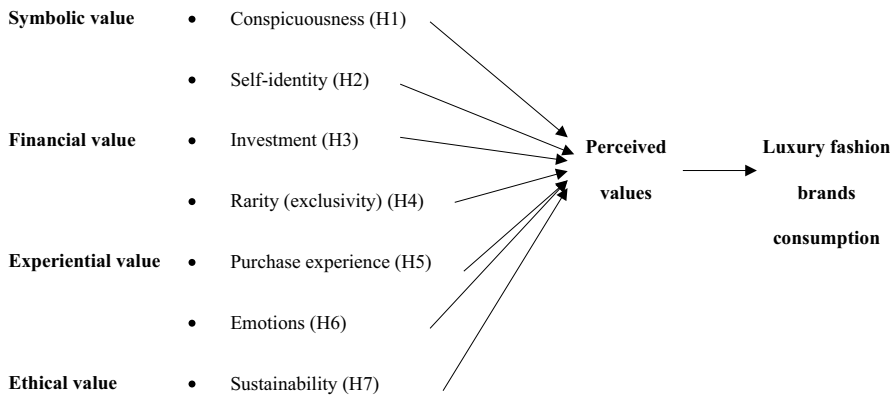 Symbolic value • Conspicuousness (H1)
• Self-identity (H2)
Financial value • Investment (H3)
• Rarity (exclusivity) (H4)
Experiential value • Purchase experience (H5)
• Emotions (H6)
Ethical value • Sustainability (H7)
Perceived
values
Luxury fashion
brands
consumption